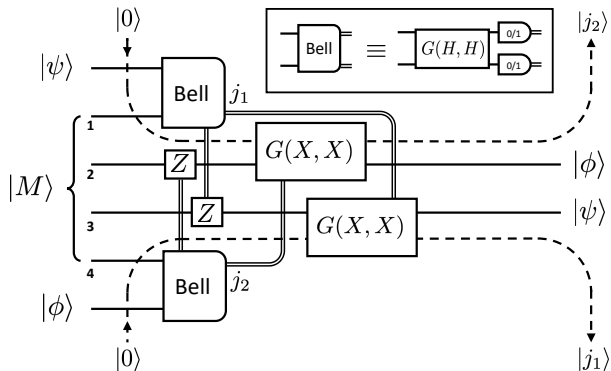 |0⟩
|j₂⟩
Bell ≡ G(H, H) 0/1
0/1
|ψ⟩
Bell j₁
1
G(X, X)
Z
2
|ϕ⟩
|M⟩
Z
3
G(X, X)
|ψ⟩
4
Bell j₂
|ϕ⟩
|0⟩
|j₁⟩